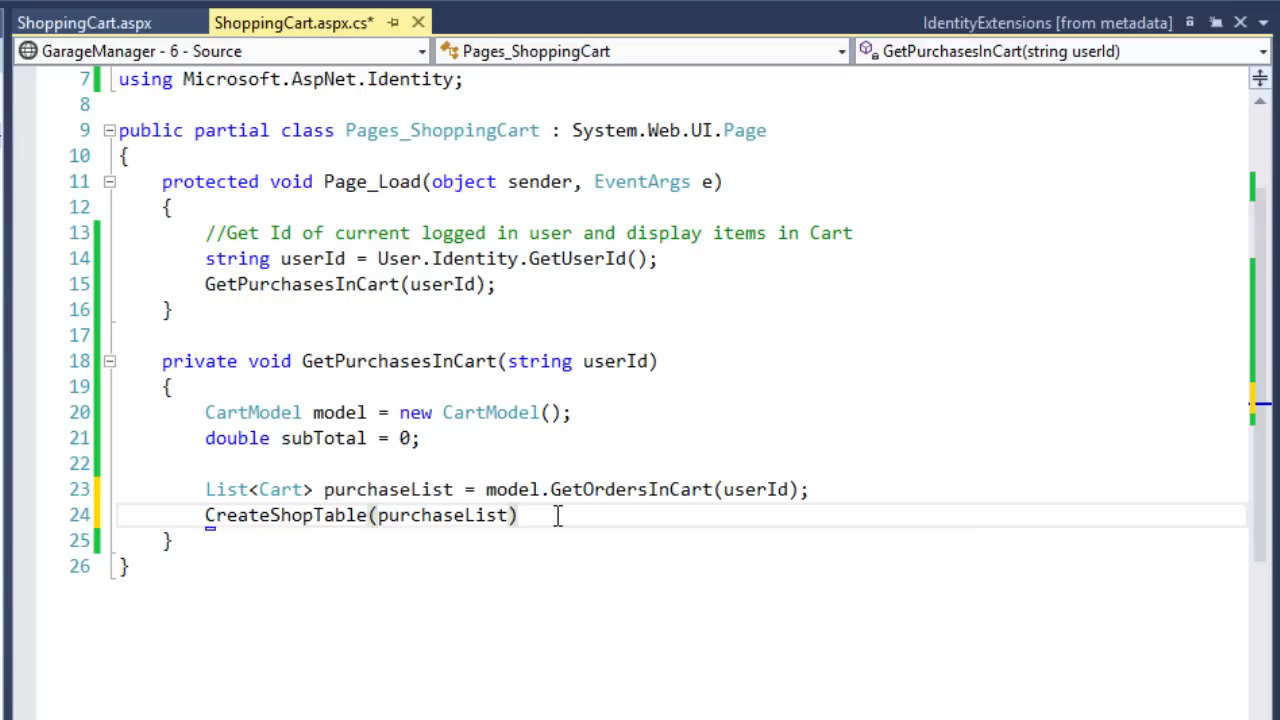 ShoppingCart.aspx ShoppingCart.aspx.cs* IdentityExtensions [from metadata]
GarageManager - 6 - Source Pages_ShoppingCart GetPurchasesInCart(string userId)
7 using Microsoft.AspNet.Identity;
8
9 public partial class Pages_ShoppingCart : System.Web.UI.Page
10 {
11 protected void Page_Load(object sender, EventArgs e)
12 {
13 //Get Id of current logged in user and display items in Cart
14 string userId = User.Identity.GetUserId();
15 GetPurchasesInCart(userId);
16 }
17
18 private void GetPurchasesInCart(string userId)
19 {
20 CartModel model = new CartModel();
21 double subTotal = 0;
22
23 List<Cart> purchaseList = model.GetOrdersInCart(userId);
24 CreateShopTable(purchaseList)
25 }
26 }